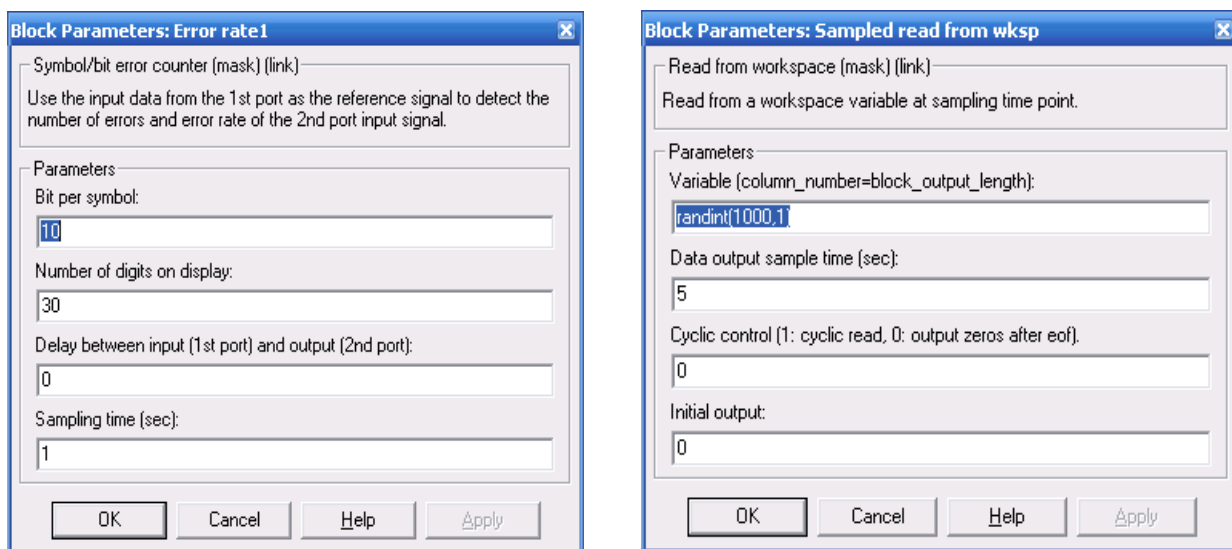 Block Parameters: Error rate1
Symbol/bit error counter (mask) (link)
Use the input data from the 1st port as the reference signal to detect the
number of errors and error rate of the 2nd port input signal.
Parameters
Bit per symbol:
10
Number of digits on display:
30
Delay between input (1st port) and output (2nd port):
0
Sampling time (sec):
1
OK Cancel Help Apply
Block Parameters: Sampled read from wksp
Read from workspace (mask) (link)
Read from a workspace variable at sampling time point.
Parameters
Variable (column_number=block_output_length):
randint(1000,1)
Data output sample time (sec):
5
Cyclic control (1: cyclic read, 0: output zeros after eof).
0
Initial output:
0
OK Cancel Help Apply